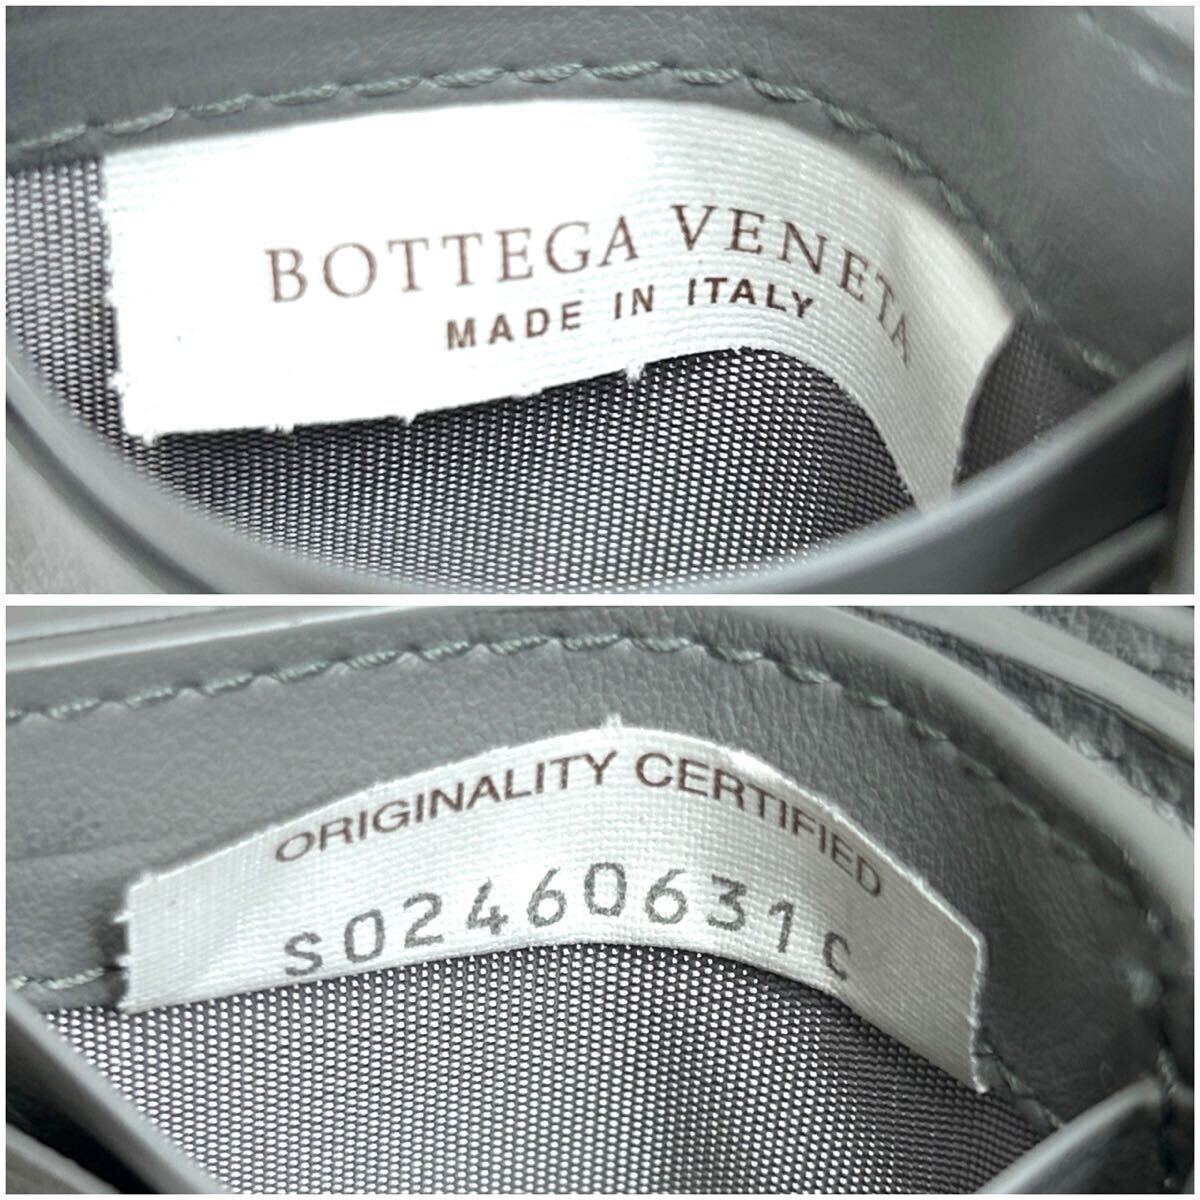 BOTTEGA VENETA
MADE IN ITALY
ORIGINALITY CERTIFIED
S02460631C